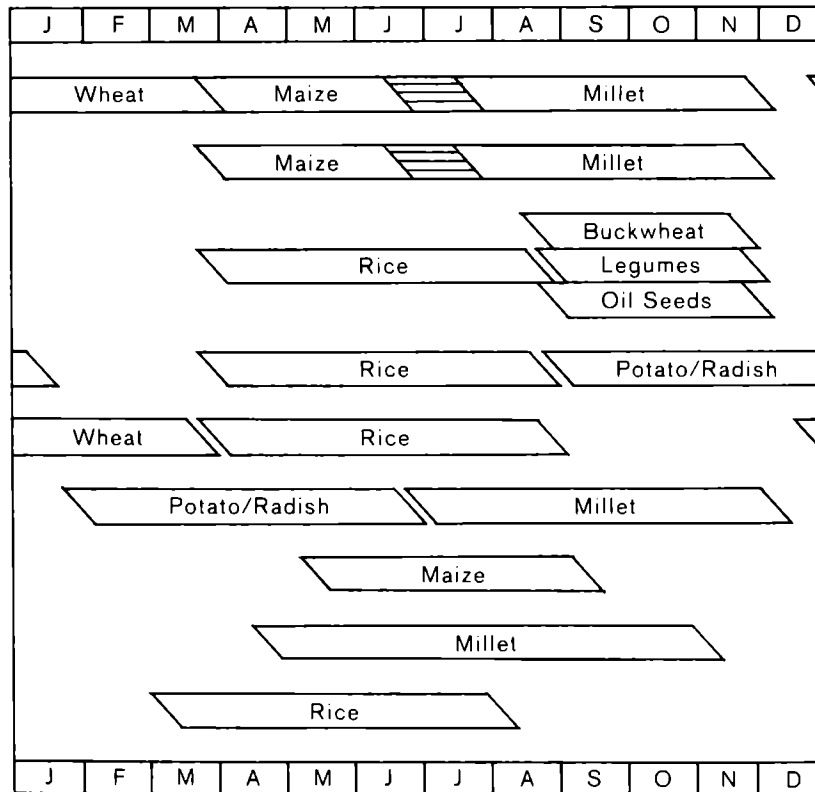 J F M A M J J A S O N D
Wheat Maize Millet
Maize Millet
Buckwheat
Rice Legumes
Oil Seeds
Rice Potato/Radish
Wheat Rice
Potato/Radish Millet
Maize
Millet
Rice
J F M A M J J A S O N D